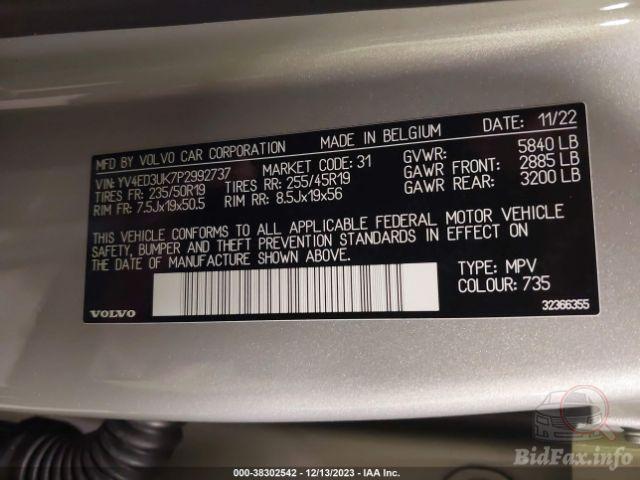 MFD BY VOLVO CAR CORPORATION MADE IN BELGIUM DATE: 11/22
VIN: YV4ED3UK7P2992737 MARKET CODE: 31 GVWR: 5840 LB
TIRES FR: 235/50R19 TIRES RR: 255/45R19 GAWR FRONT: 2885 LB
RIM FR: 7.5Jx19x50.5 RIM RR: 8.5Jx19x56 GAWR REAR: 3200 LB
THIS VEHICLE CONFORMS TO ALL APPLICABLE FEDERAL MOTOR VEHICLE
SAFETY, BUMPER AND THEFT PREVENTION STANDARDS IN EFFECT ON
THE DATE OF MANUFACTURE SHOWN ABOVE.
TYPE: MPV
COLOUR: 735
VOLVO 32366355
BidFax.info
00-38302542 - 12/13/2023 - IAA Inc.